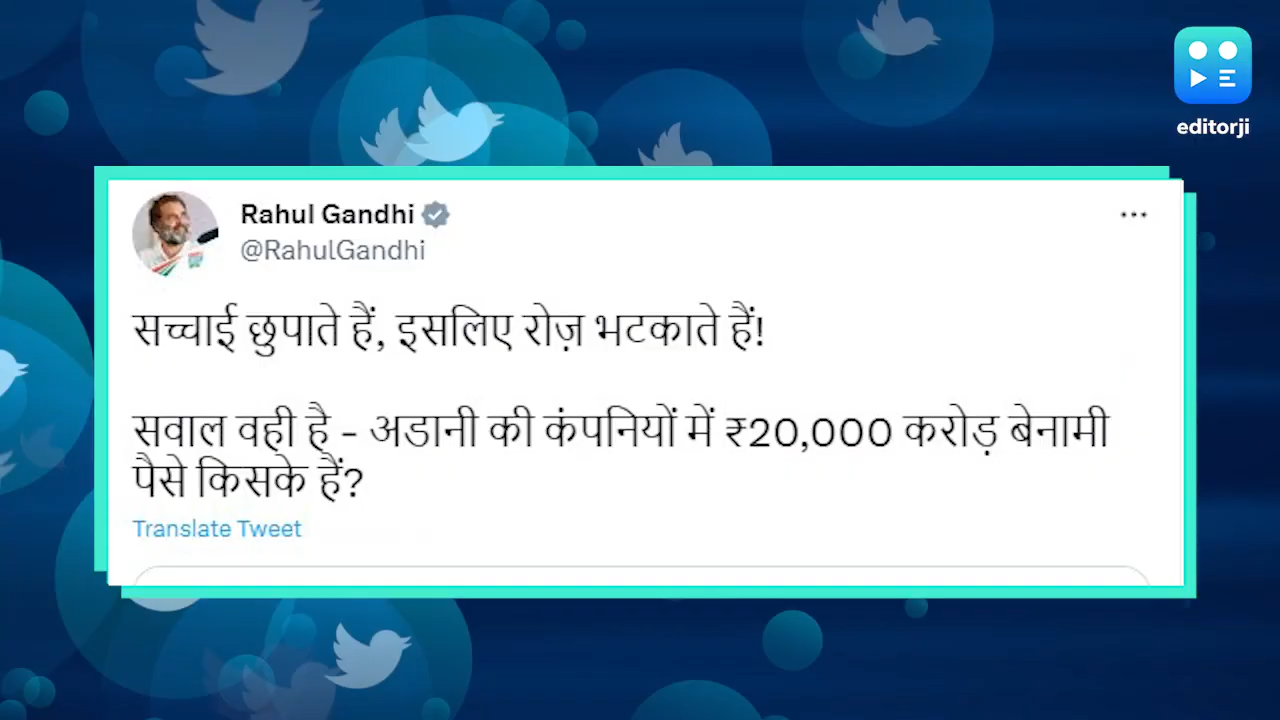 editorji
Rahul Gandhi
@RahulGandhi
सच्चाई छुपाते हैं, इसलिए रोज़ भटकाते हैं!
सवाल वही है - अडानी की कंपनियों में ₹20,000 करोड़ बेनामी
पैसे किसके हैं?
Translate Tweet